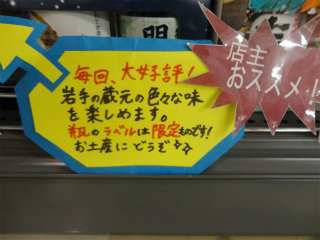 毎回、大好評!
岩手の蔵元の色々な味
を楽しめます。
瓶のラベルは限定ものです!
お土産にどうぞ☆☆
店主
おススメ!